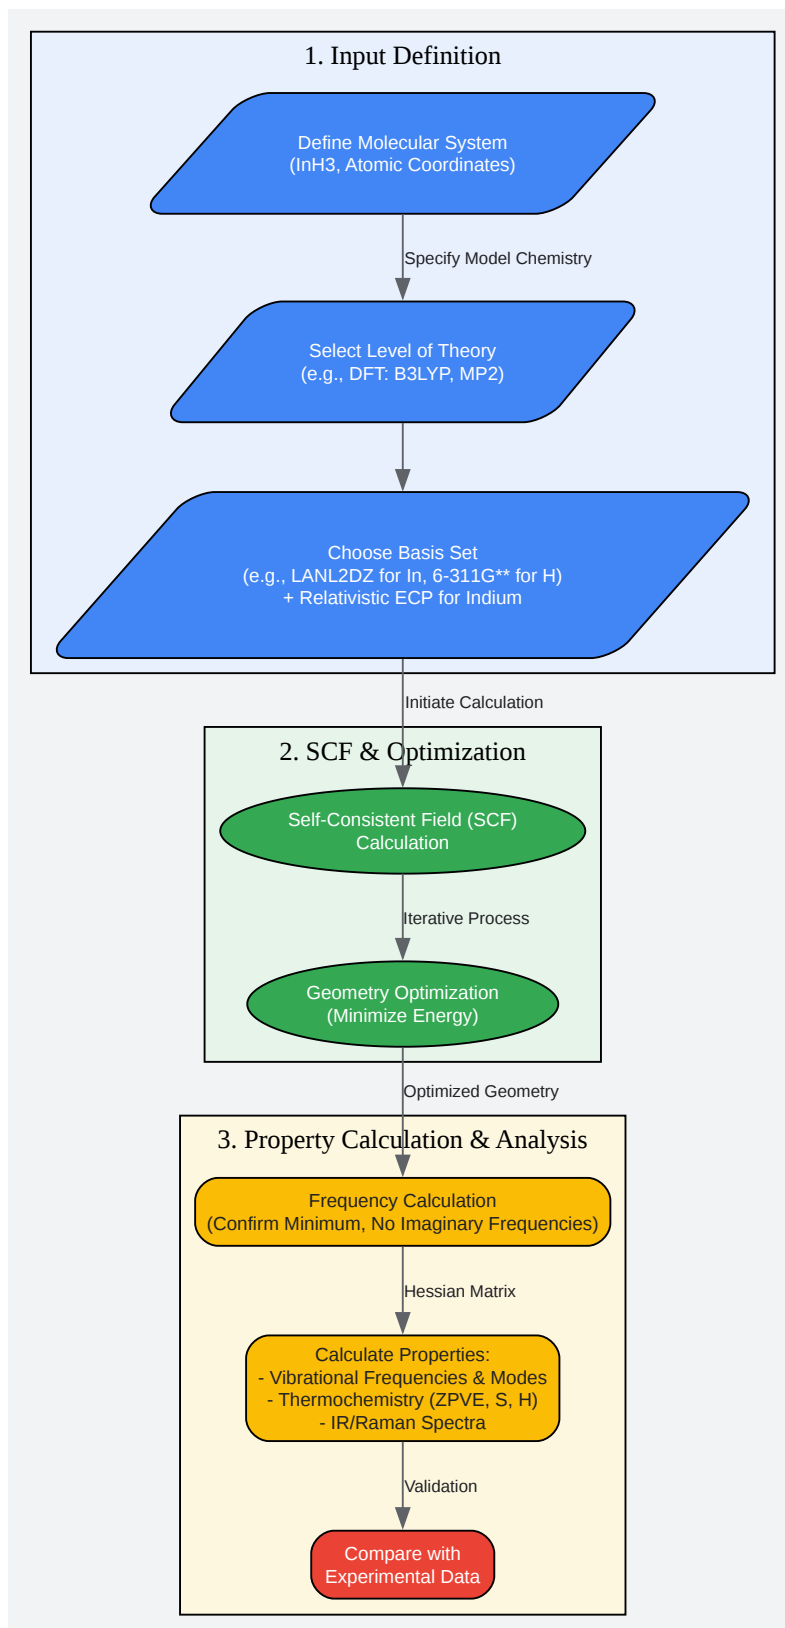 1. Input Definition
Define Molecular System
(InH3, Atomic Coordinates)
Specify Model Chemistry
Select Level of Theory
(e.g., DFT: B3LYP, MP2)
Choose Basis Set
(e.g., LANL2DZ for In, 6-311G** for H)
+ Relativistic ECP for Indium
Initiate Calculation
2. SCF & Optimization
Self-Consistent Field (SCF)
Calculation
Iterative Process
Geometry Optimization
(Minimize Energy)
Optimized Geometry
3. Property Calculation & Analysis
Frequency Calculation
(Confirm Minimum, No Imaginary Frequencies)
Hessian Matrix
Calculate Properties:
- Vibrational Frequencies & Modes
- Thermochemistry (ZPVE, S, H)
- IR/Raman Spectra
Validation
Compare with
Experimental Data